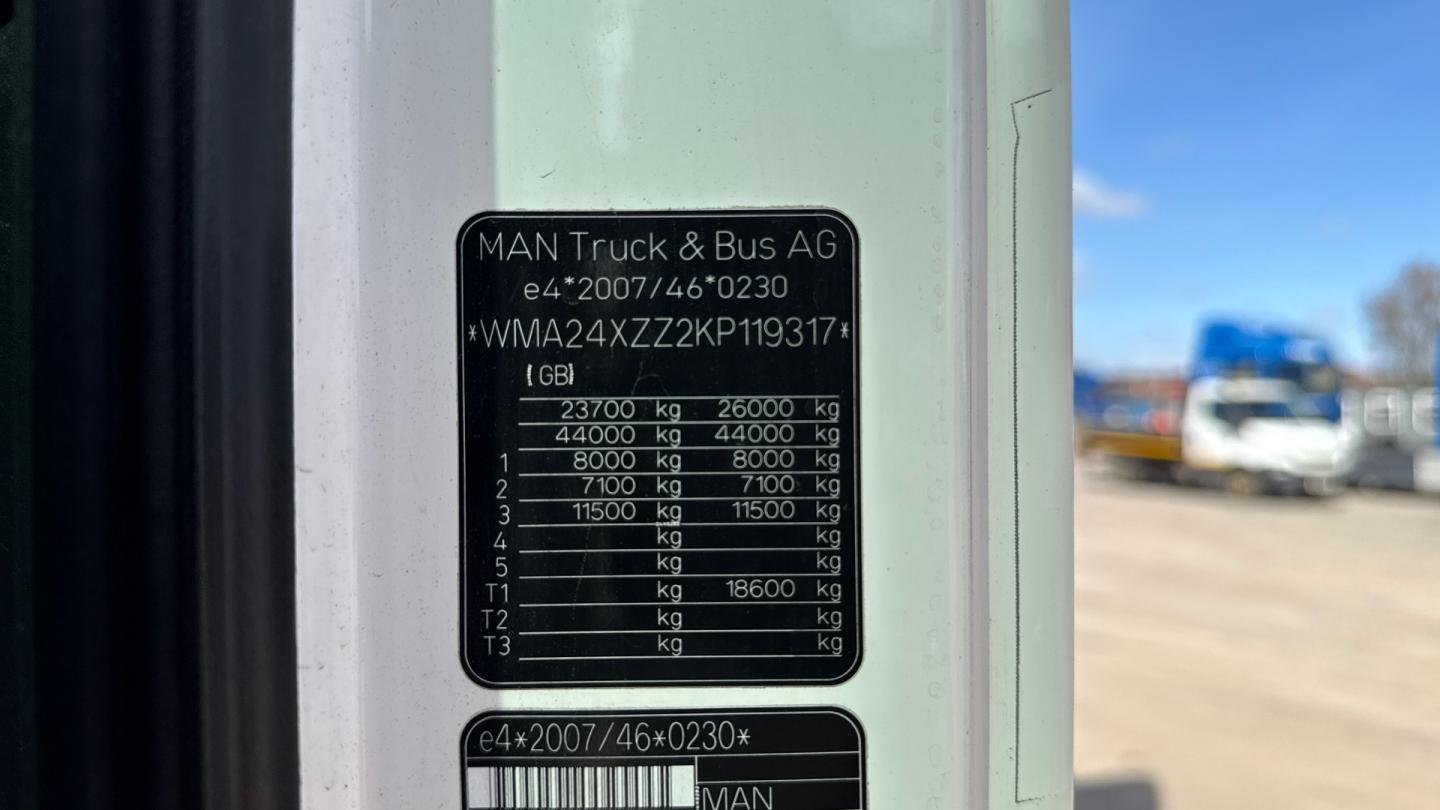 MAN Truck & Bus AG
e4*2007/46*0230
*WMA24XZZ2KP119317*
[GB]
23700 kg 26000 kg
44000 kg 44000 kg
1 8000 kg 8000 kg
2 7100 kg 7100 kg
3 11500 kg 11500 kg
4 kg kg
5 kg kg
T1 kg 18600 kg
T2 kg kg
T3 kg kg
e4*2007/46*0230*
MAN